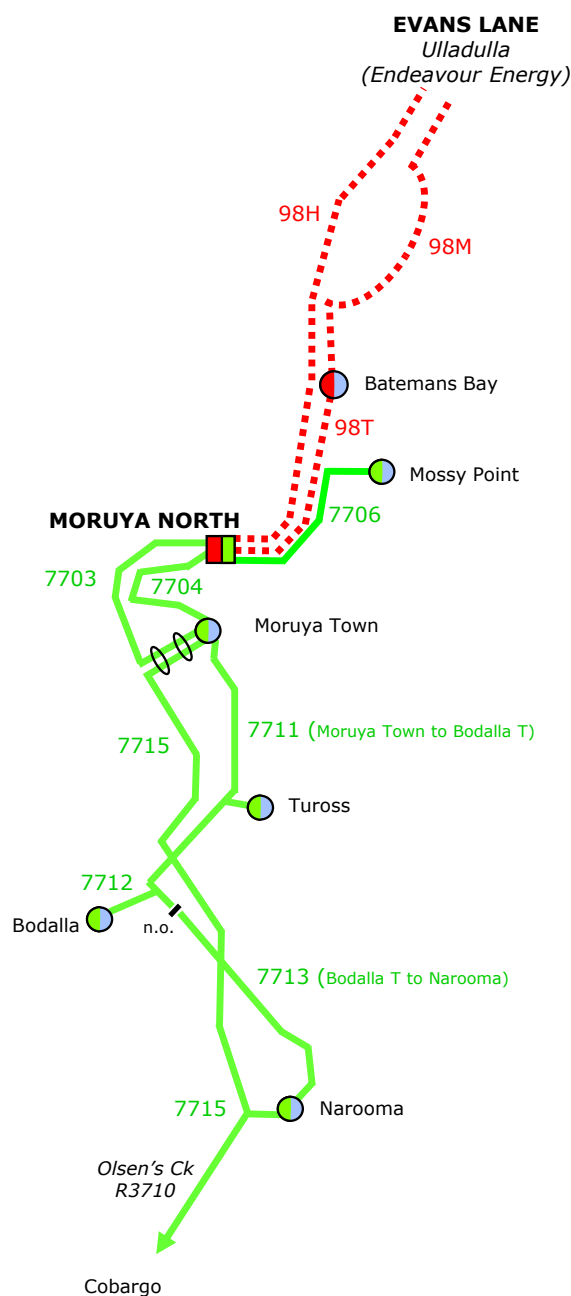 EVANS LANE
Ulladulla
(Endeavour Energy)
98H
98M
Batemans Bay
98T
Mossy Point
MORUYA NORTH
7706
7703
7704
Moruya Town
7711 (Moruya Town to Bodalla T)
7715
Tuross
7712
Bodalla
n.o.
7713 (Bodalla T to Narooma)
7715
Narooma
Olsen's Ck
R3710
Cobargo